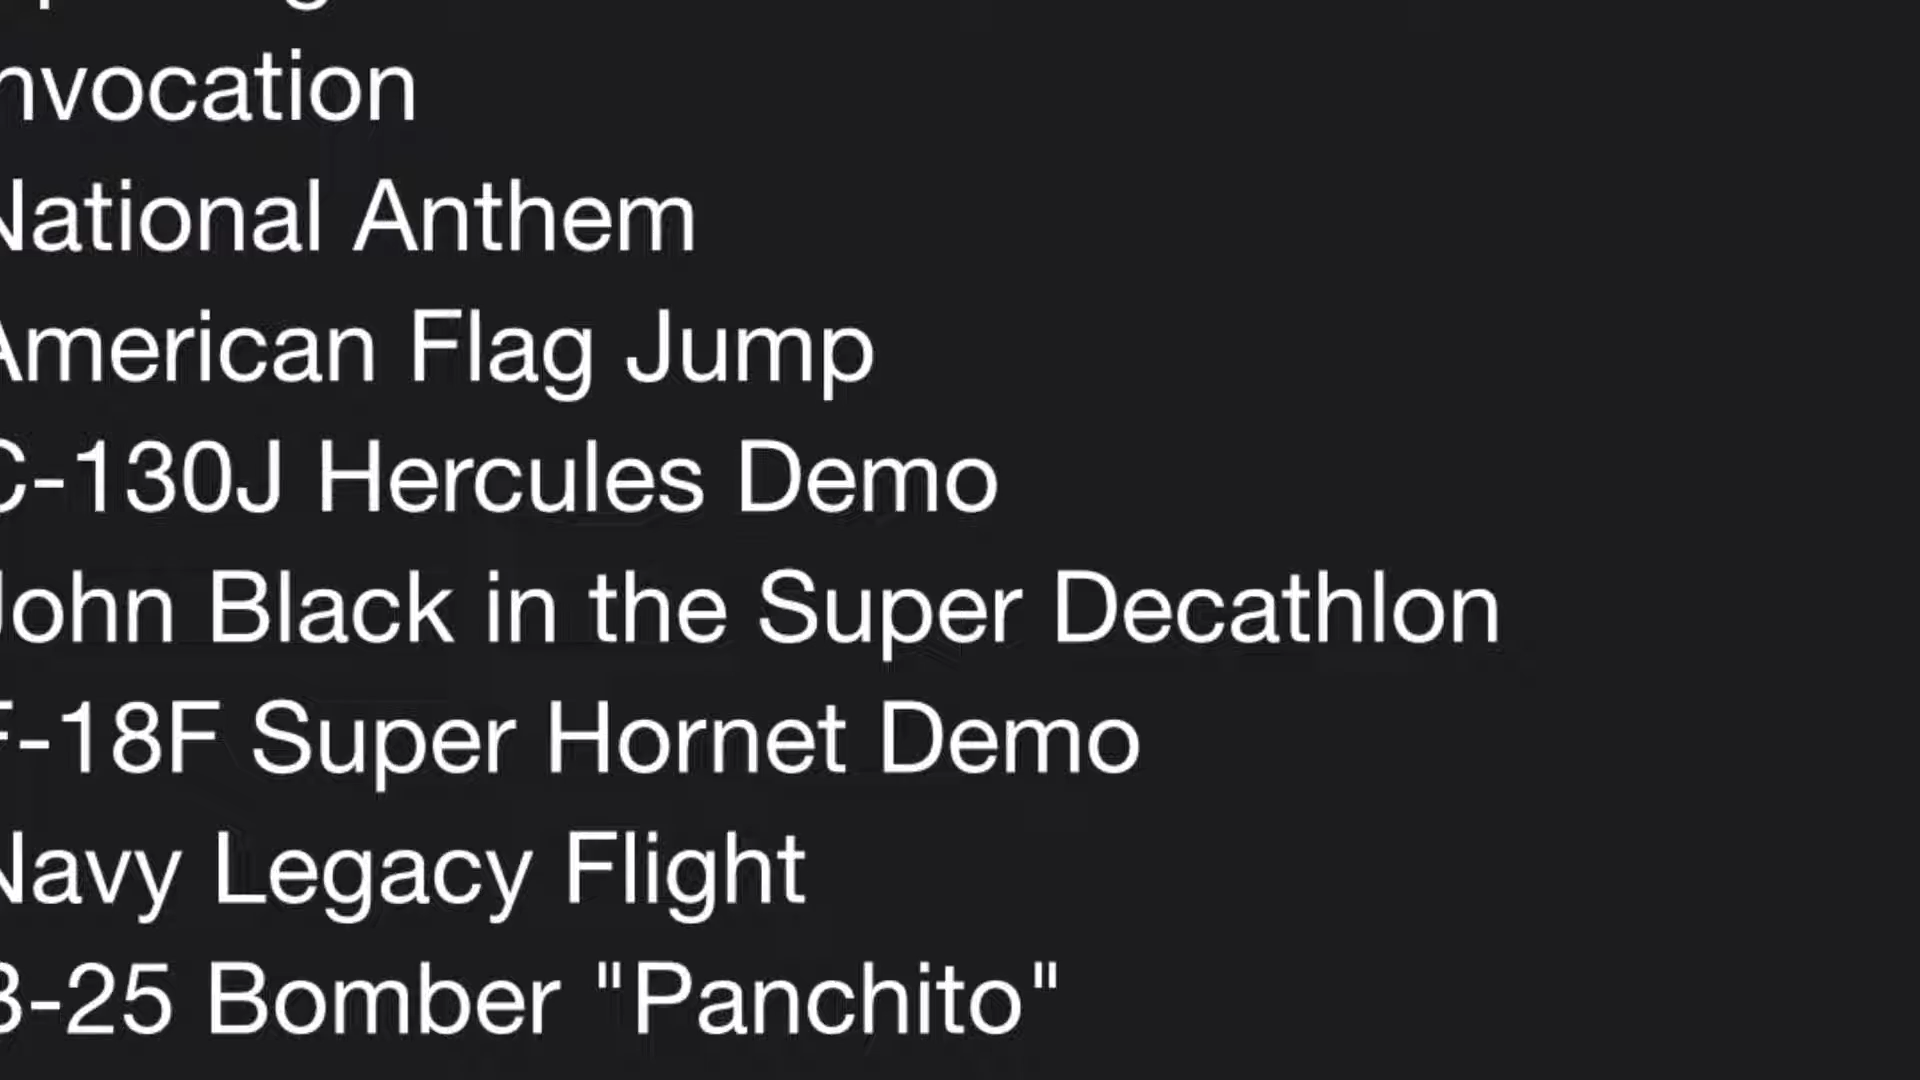 nvocation
National Anthem
American Flag Jump
C-130J Hercules Demo
John Black in the Super Decathlon
F-18F Super Hornet Demo
Navy Legacy Flight
B-25 Bomber "Panchito"